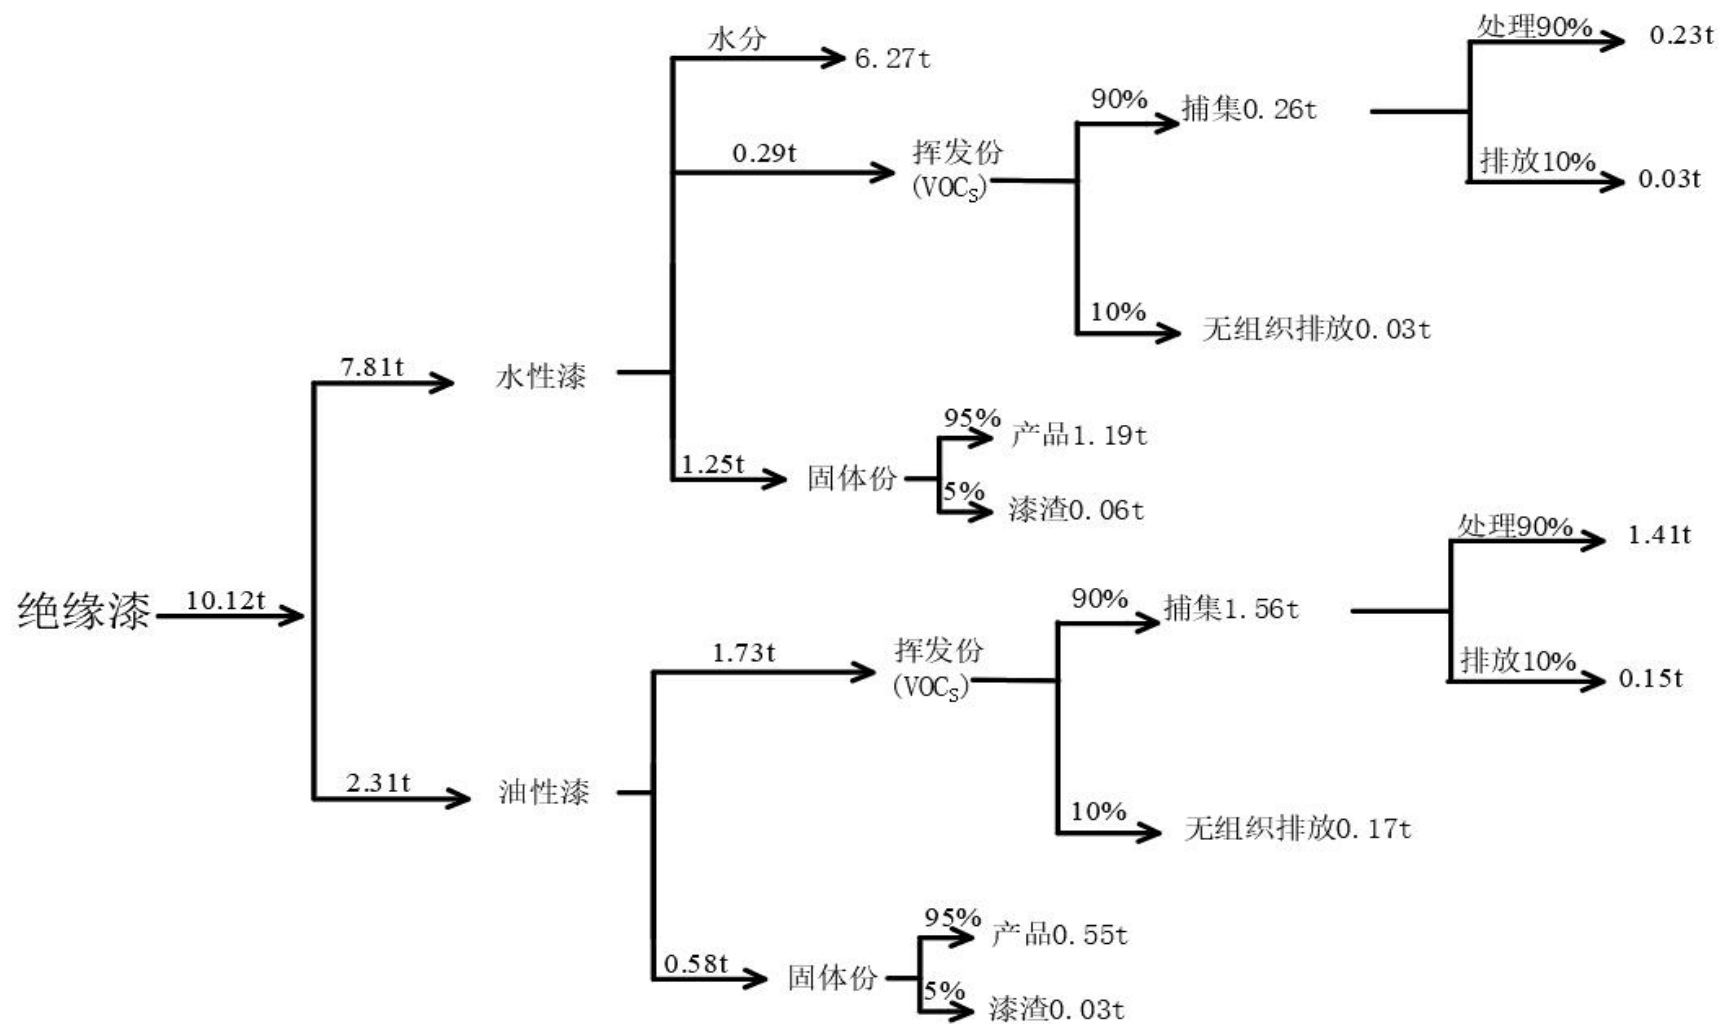 水分
6.27t
处理90%
0.23t
90%
捕集0.26t
0.29t
挥发份
(VOCS)
排放10%
0.03t
10%
无组织排放0.03t
7.81t
水性漆
95%
产品1.19t
1.25t
固体份
5%
漆渣0.06t
绝缘漆
10.12t
处理90%
1.41t
90%
捕集1.56t
1.73t
挥发份
(VOCS)
排放10%
0.15t
2.31t
油性漆
10%
无组织排放0.17t
95%
产品0.55t
0.58t
固体份
5%
漆渣0.03t